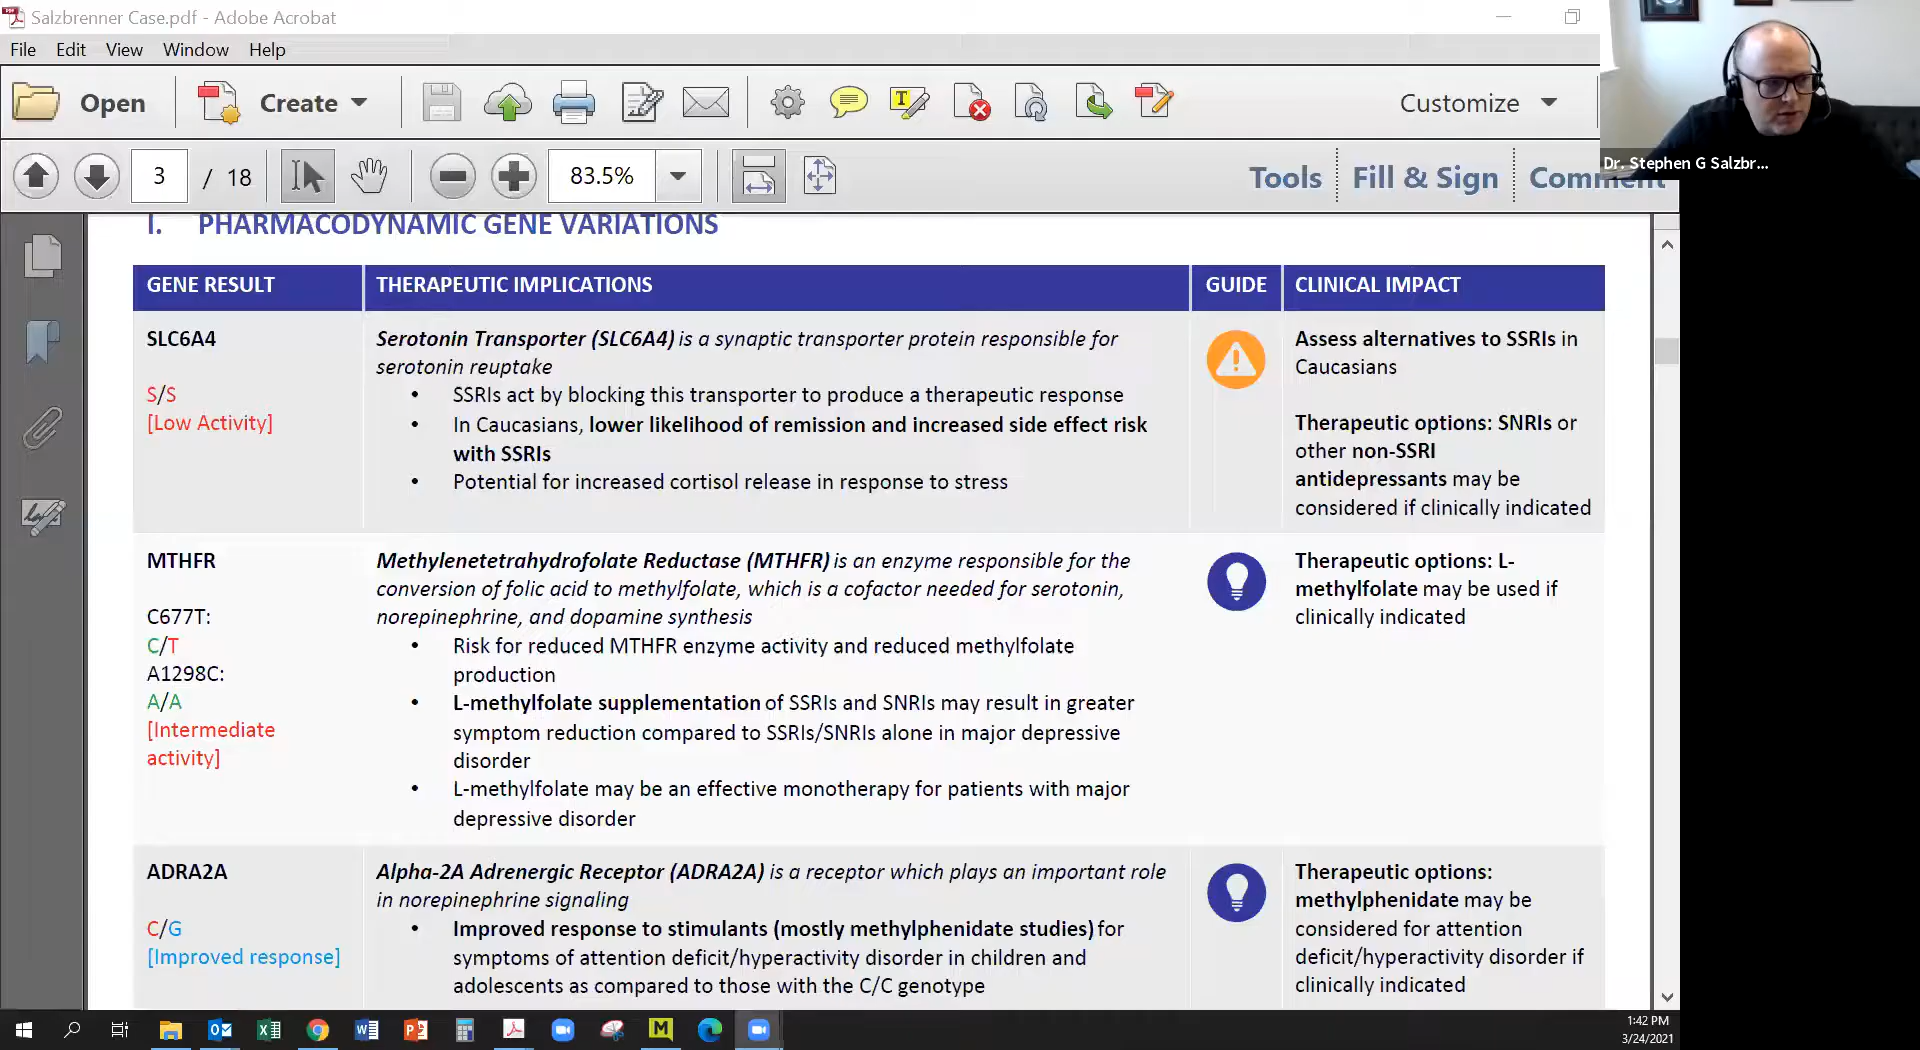 Salzbrenner Case.pdf - Adobe Acrobat
File Edit View Window Help
Open Create Customize
3 / 18 83.5% Tools Fill & Sign Comment
Dr. Stephen G Salzbr...
I. PHARMACODYNAMIC GENE VARIATIONS
GENE RESULT THERAPEUTIC IMPLICATIONS GUIDE CLINICAL IMPACT
SLC6A4
S/S
[Low Activity]
Serotonin Transporter (SLC6A4) is a synaptic transporter protein responsible for
serotonin reuptake
• SSRIs act by blocking this transporter to produce a therapeutic response
• In Caucasians, lower likelihood of remission and increased side effect risk
with SSRIs
• Potential for increased cortisol release in response to stress
Assess alternatives to SSRIs in
Caucasians
Therapeutic options: SNRIs or
other non-SSRI
antidepressants may be
considered if clinically indicated
MTHFR
C677T:
C/T
A1298C:
A/A
[Intermediate
activity]
Methylenetetrahydrofolate Reductase (MTHFR) is an enzyme responsible for the
conversion of folic acid to methylfolate, which is a cofactor needed for serotonin,
norepinephrine, and dopamine synthesis
• Risk for reduced MTHFR enzyme activity and reduced methylfolate
production
• L-methylfolate supplementation of SSRIs and SNRIs may result in greater
symptom reduction compared to SSRIs/SNRIs alone in major depressive
disorder
• L-methylfolate may be an effective monotherapy for patients with major
depressive disorder
Therapeutic options: L-
methylfolate may be used if
clinically indicated
ADRA2A
C/G
[Improved response]
Alpha-2A Adrenergic Receptor (ADRA2A) is a receptor which plays an important role
in norepinephrine signaling
• Improved response to stimulants (mostly methylphenidate studies) for
symptoms of attention deficit/hyperactivity disorder in children and
adolescents as compared to those with the C/C genotype
Therapeutic options:
methylphenidate may be
considered for attention
deficit/hyperactivity disorder if
clinically indicated
1:42 PM
3/24/2021